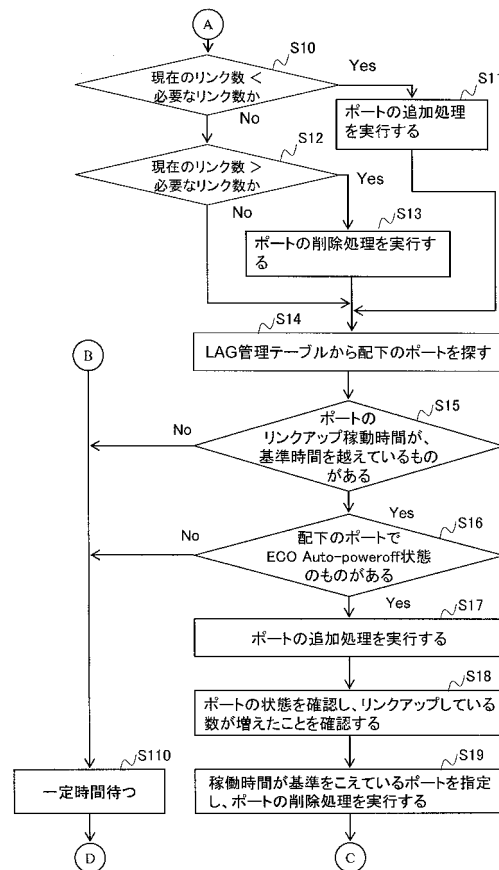 A
S10
現在のリンク数 <
必要なリンク数か
Yes
S11
ポートの追加処理
を実行する
No
S12
現在のリンク数 >
必要なリンク数か
Yes
No
S13
ポートの削除処理を実行す
る
S14
LAG管理テーブルから配下のポートを探す
B
S15
ポートの
リンクアップ稼動時間が、
基準時間を越えているもの
がある
No
Yes
S16
配下のポートで
ECO Auto-poweroff状態
のものがある
No
Yes
S17
ポートの追加処理を実行する
S18
ポートの状態を確認し、リンクアップしている
数が増えたことを確認する
S110
一定時間待つ
S19
稼働時間が基準をこえているポートを指定
し、ポートの削除処理を実行する
D
C